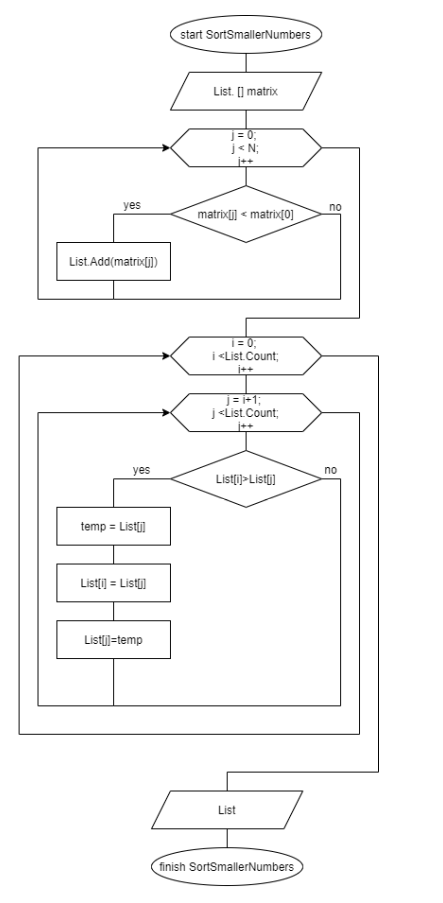 start SortSmallerNumbers
List. [] matrix
j = 0;
j < N;
j++
yes
no
matrix[j] < matrix[0]
List.Add(matrix[j])
i = 0;
i <List.Count;
i++
j = i+1;
j <List.Count;
j++
yes
no
List[i]>List[j]
temp = List[j]
List[i] = List[j]
List[j]=temp
List
finish SortSmallerNumbers